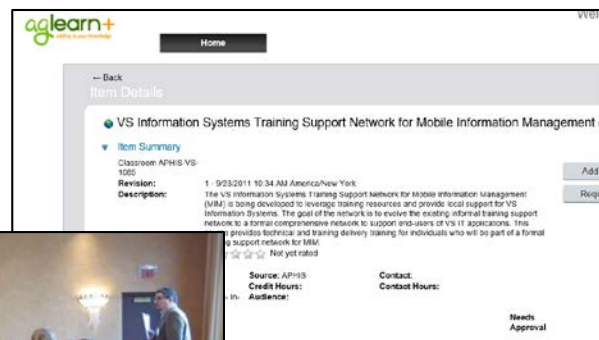 aglearn+
adding to your knowledge
Home
← Back
Item Details
VS Information Systems Training Support Network for Mobile Information Management
Item Summary
Classroom APHIS-VS-
1085
Add
Requ
Revision: 1 - 9/23/2011 10:34 AM America/New York
Description: The VS Information Systems Training Support Network for Mobile Information Management
(MIM) is being developed to leverage training resources and provide local support for VS
Information Systems. The goal of the network is to evolve the existing informal training support
network to a formal comprehensive network to support end-users of VS IT applications. This
provides technical and training delivery training for individuals who will be part of a formal
support network for MIM.
Not yet rated
Source: APHIS Contact:
Credit Hours: Contact Hours:
In- Audience:
Needs
Approval